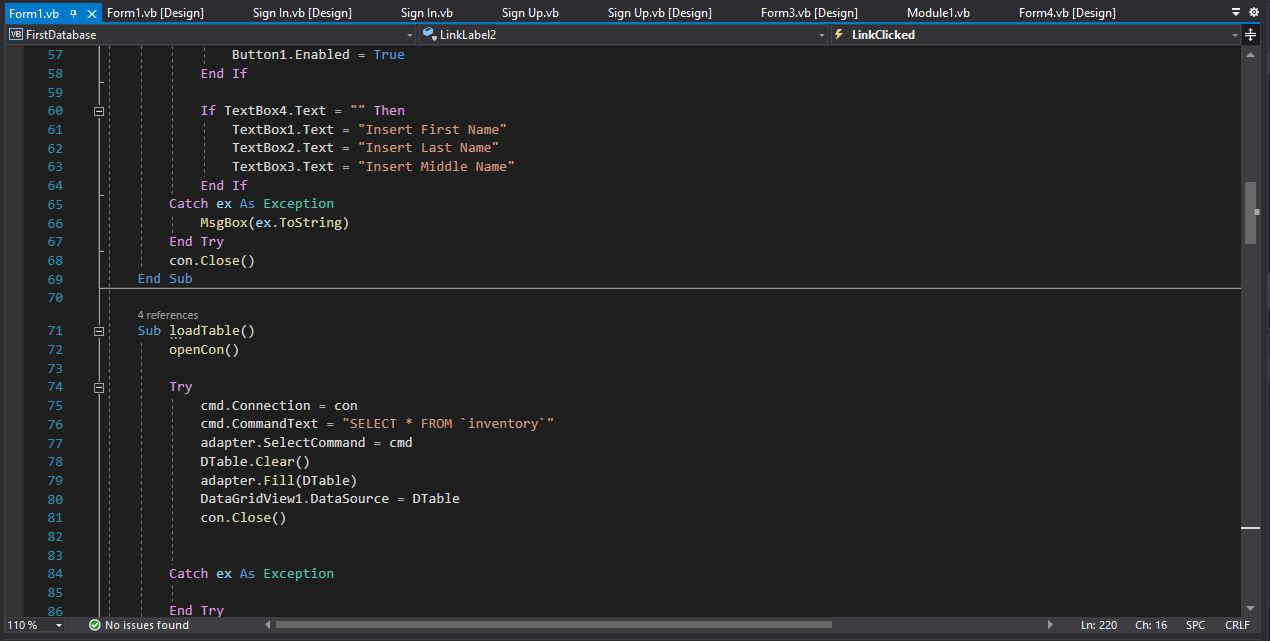 Form1.vb Form1.vb [Design] Sign In.vb [Design] Sign In.vb Sign Up.vb Sign Up.vb [Design] Form3.vb [Design] Module1.vb Form4.vb [Design]
VB FirstDatabase LinkLabel2 LinkClicked
57 Button1.Enabled = True
58 End If
59
60 If TextBox4.Text = "" Then
61 TextBox1.Text = "Insert First Name"
62 TextBox2.Text = "Insert Last Name"
63 TextBox3.Text = "Insert Middle Name"
64 End If
65 Catch ex As Exception
66 MsgBox(ex.ToString)
67 End Try
68 con.Close()
69 End Sub
70
4 references
71 Sub loadTable()
72 openCon()
73
74 Try
75 cmd.Connection = con
76 cmd.CommandText = "SELECT * FROM `inventory`"
77 adapter.SelectCommand = cmd
78 DTable.Clear()
79 adapter.Fill(DTable)
80 DataGridView1.DataSource = DTable
81 con.Close()
82
83
84 Catch ex As Exception
85
86 End Try
110 % No issues found Ln: 220 Ch: 16 SPC CRLF